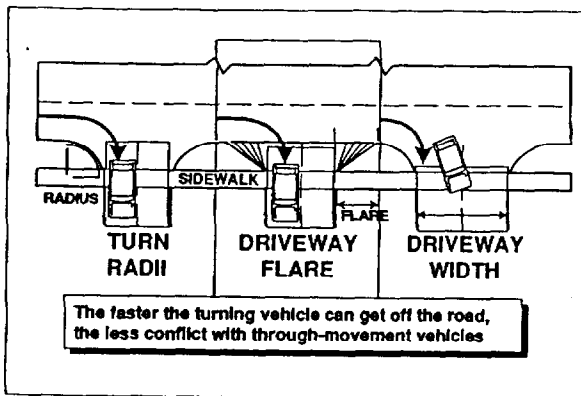 SIDEWALK
RADIUS
FLARE
TURN
RADII
DRIVEWAY
FLARE
DRIVEWAY
WIDTH
The faster the turning vehicle can get off the road,
the less conflict with through-movement vehicles